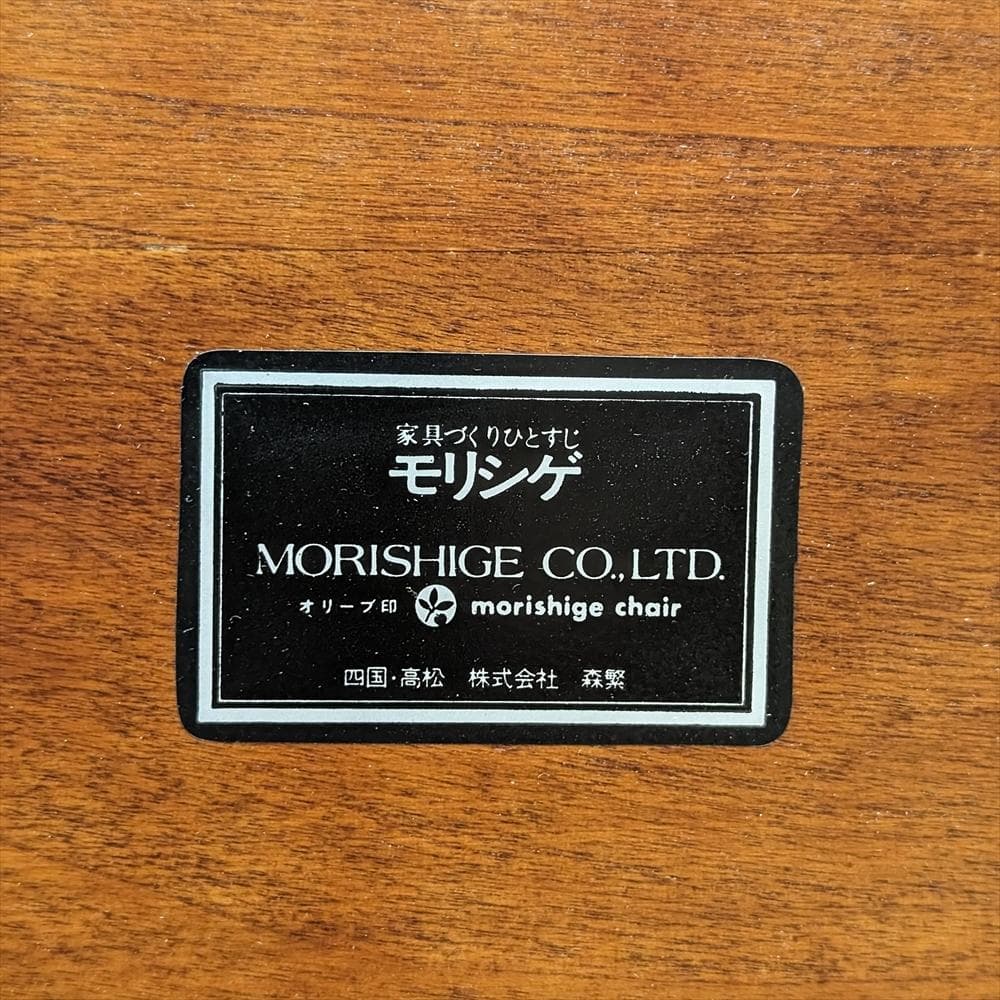 家具づくりひとすじ
モリシゲ
MORISHIGE CO.,LTD.
オリーブ印 morishige chair
四国・高松 株式会社 森繁